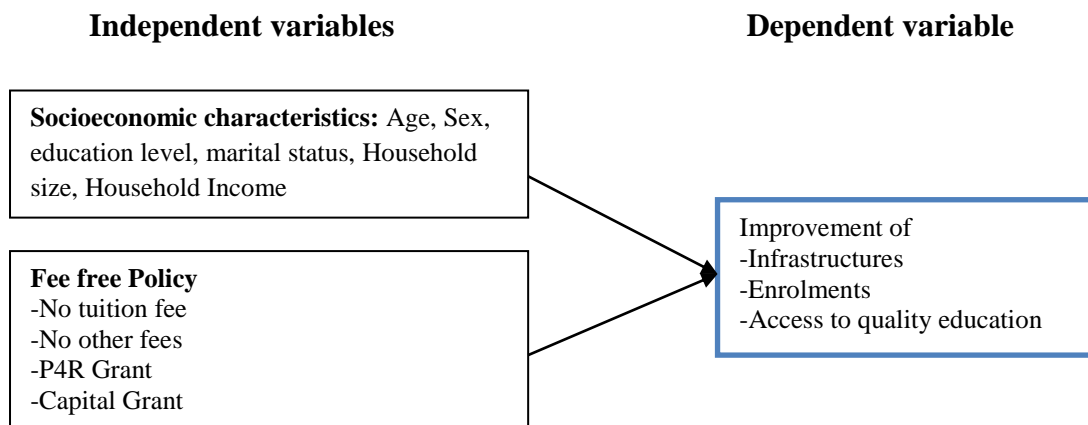 Independent variables
Dependent variable
Socioeconomic characteristics: Age, Sex,
education level, marital status, Household
size, Household Income
Fee free Policy
-No tuition fee
-No other fees
-P4R Grant
-Capital Grant
Improvement of
-Infrastructures
-Enrolments
-Access to quality education